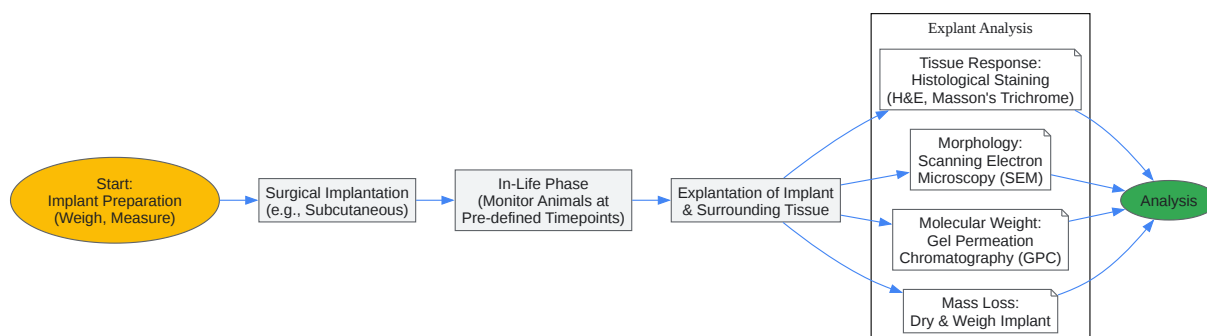 Start:
Implant Preparation
(Weigh, Measure)
Surgical Implantation
(e.g., Subcutaneous)
In-Life Phase
(Monitor Animals at
Pre-defined Timepoints)
Explantation of Implant
& Surrounding Tissue
Explant Analysis
Tissue Response:
Histological Staining
(H&E, Masson's Trichrome)
Morphology:
Scanning Electron
Microscopy (SEM)
Molecular Weight:
Gel Permeation
Chromatography (GPC)
Mass Loss:
Dry & Weigh Implant
Analysis